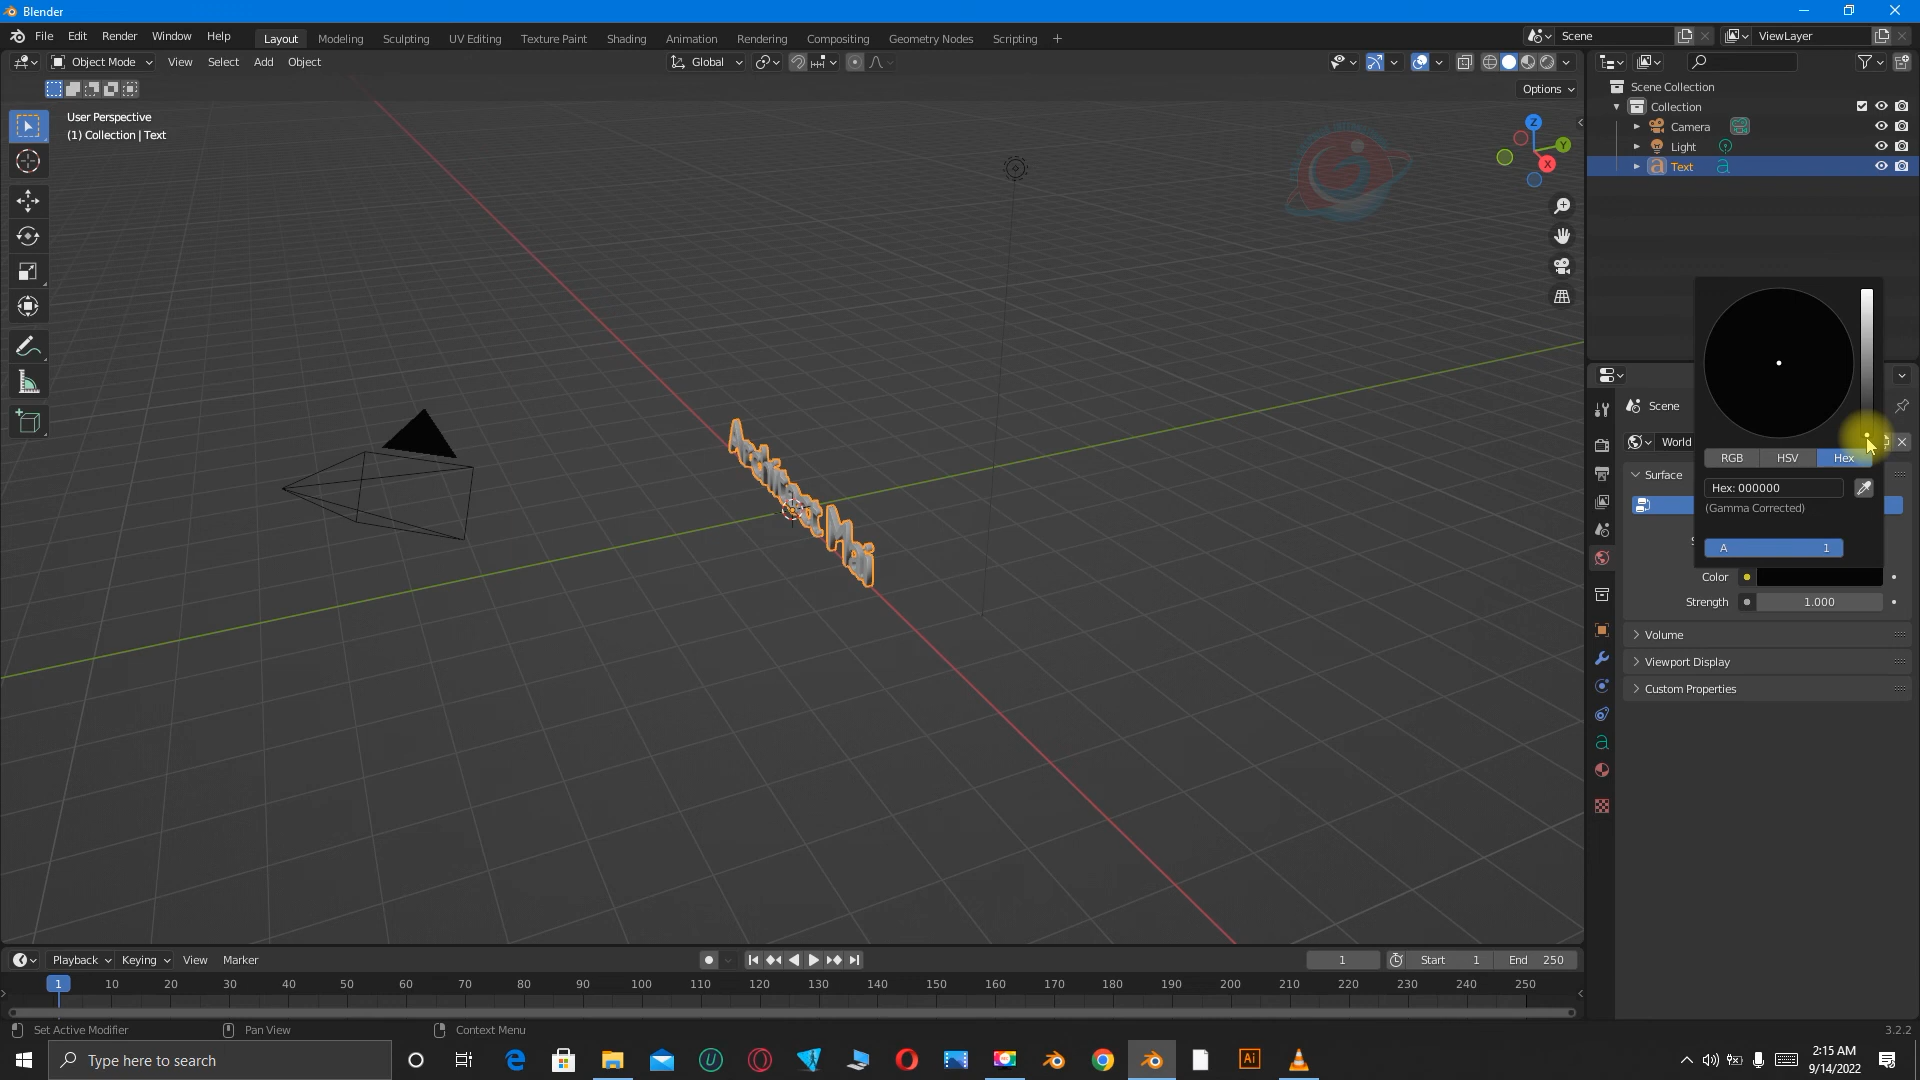 Blender
File Edit Render Window Help Layout Modeling Sculpting UV Editing Texture Paint Shading Animation Rendering Compositing Geometry Nodes Scripting + Scene ViewLayer
Object Mode View Select Add Object Global
Options
User Perspective
(1) Collection | Text
Z
Y
X
Scene Collection
Collection
Camera
Light
Text
Scene
World
RGB HSV Hex
Surface
Hex: 000000
(Gamma Corrected)
A 1
Color
Strength 1.000
Volume
Viewport Display
Custom Properties
Playback Keying View Marker 1 Start 1 End 250
1 10 20 30 40 50 60 70 80 90 100 110 120 130 140 150 160 170 180 190 200 210 220 230 240 250
Set Active Modifier Pan View Context Menu 3.2.2
Type here to search
Ai
2:15 AM
9/14/2022